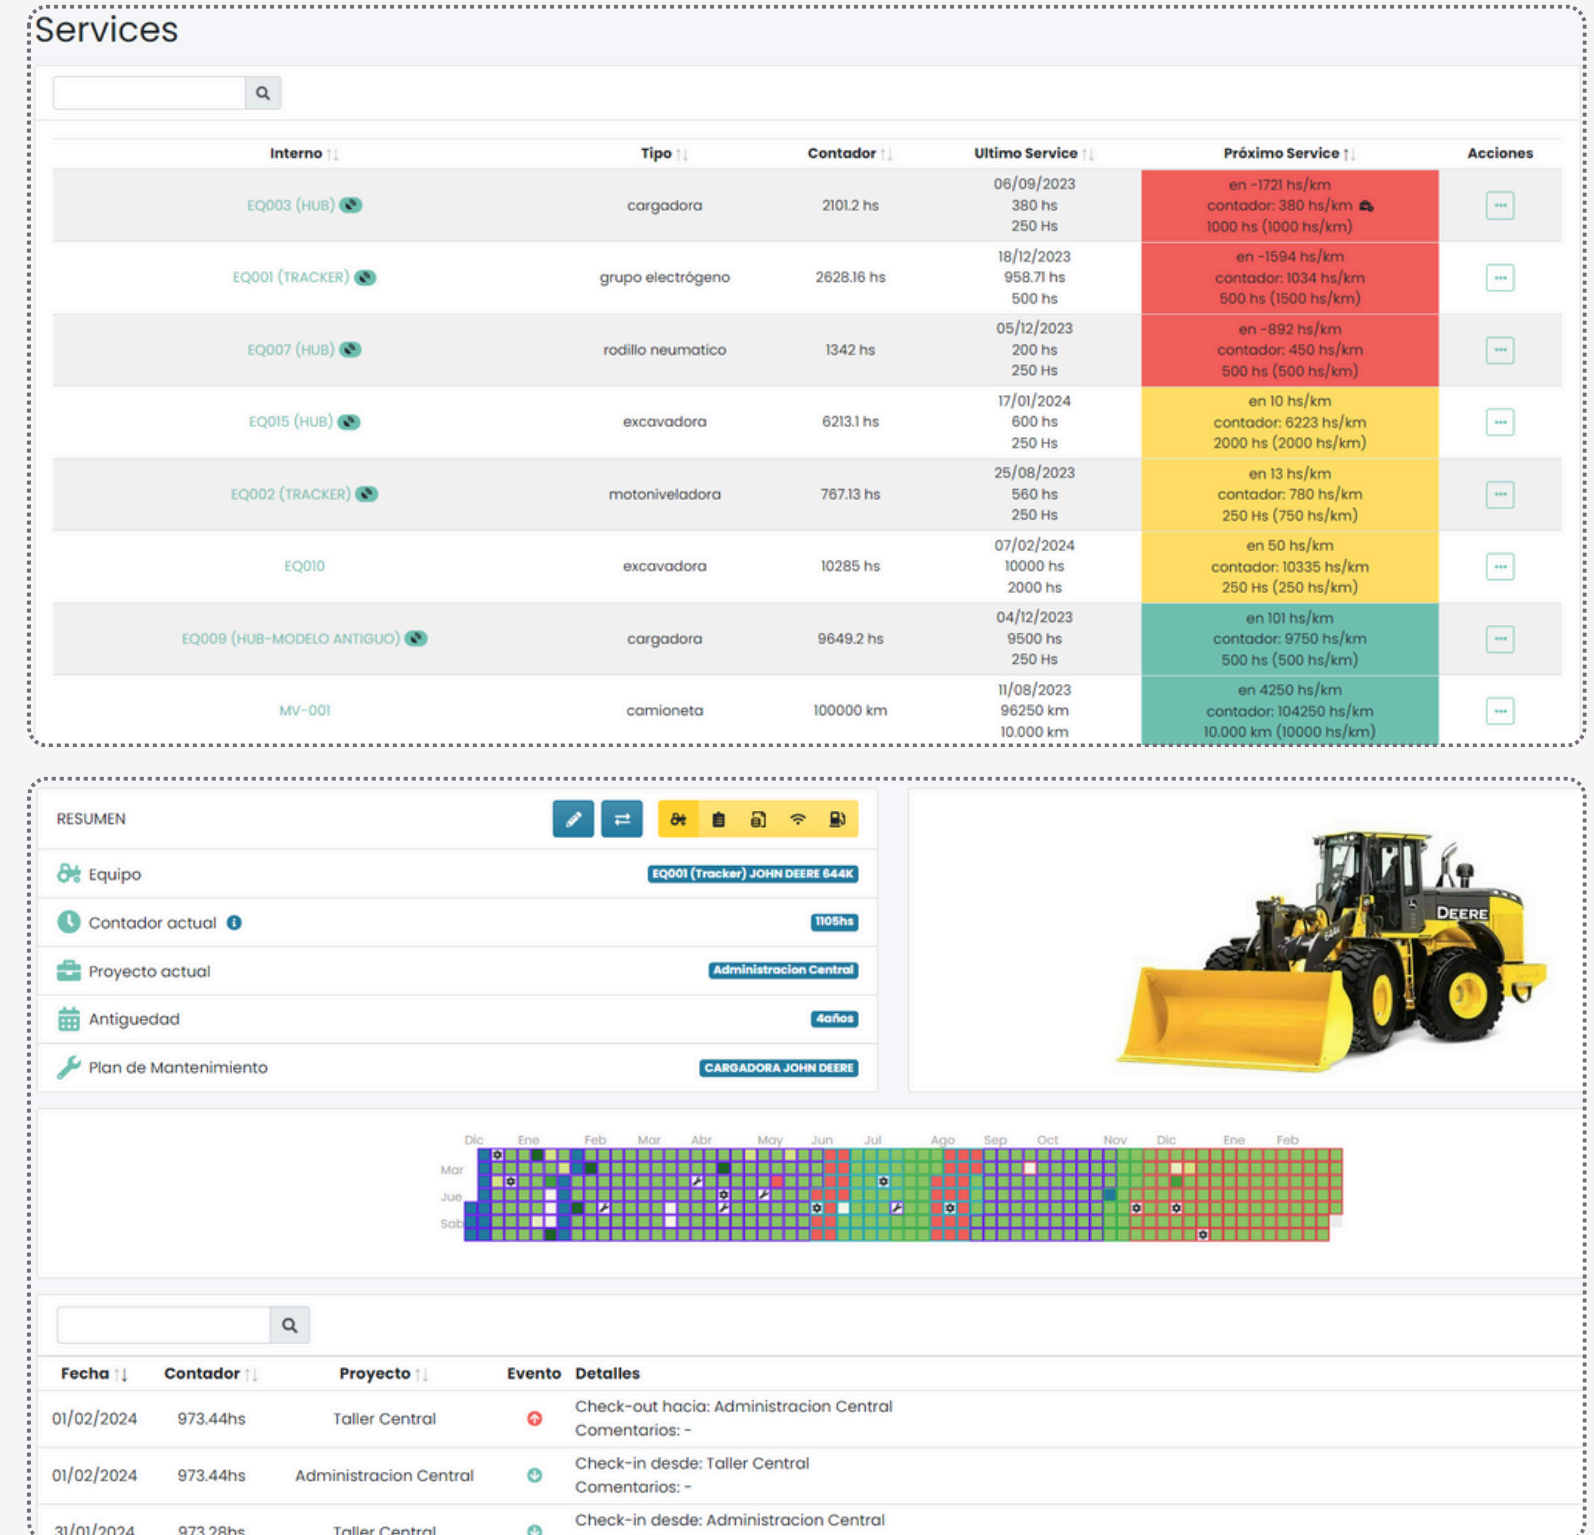 Services
Interno Tipo Contador Ultimo Service Próximo Service Acciones
06/09/2023 en -1721 hs/km
EQ003 (HUB) cargadora 2101.2 hs 380 hs contador: 380 hs/km
250 Hs 1000 hs (1000 hs/km)
18/12/2023 en -1594 hs/km
EQ001 (TRACKER) grupo electrógeno 2628.16 hs 958.71 hs contador: 1034 hs/km
500 hs 500 hs (1500 hs/km)
05/12/2023 en -892 hs/km
EQ007 (HUB) rodillo neumatico 1342 hs 200 hs contador: 450 hs/km
250 Hs 500 hs (500 hs/km)
17/01/2024 en 10 hs/km
EQ015 (HUB) excavadora 6213.1 hs 600 hs contador: 6223 hs/km
250 Hs 2000 hs (2000 hs/km)
25/08/2023 en 13 hs/km
EQ002 (TRACKER) motoniveladora 767.13 hs 560 hs contador: 780 hs/km
250 Hs 250 Hs (750 hs/km)
07/02/2024 en 50 hs/km
EQ010 excavadora 10285 hs 10000 hs contador: 10335 hs/km
2000 hs 250 Hs (250 hs/km)
04/12/2023 en 101 hs/km
EQ009 (HUB-MODELO ANTIGUO) cargadora 9649.2 hs 9500 hs contador: 9750 hs/km
250 Hs 500 hs (500 hs/km)
11/08/2023 en 4250 hs/km
MV-001 camioneta 100000 km 96250 km contador: 104250 hs/km
10.000 km 10.000 km (10000 hs/km)
RESUMEN
Equipo EQ001 (Tracker) JOHN DEERE 644K
Contador actual 1105hs
Proyecto actual Administracion Central
Antiguedad 4años
Plan de Mantenimiento CARGADORA JOHN DEERE
DEERE
644K
Dic Ene Feb Mar Abr May Jun Jul Ago Sep Oct Nov Dic Ene Feb
Mar
Jue
Sab
Fecha Contador Proyecto Evento Detalles
01/02/2024 973.44hs Taller Central Check-out hacia: Administracion Central
Comentarios: -
01/02/2024 973.44hs Administracion Central Check-in desde: Taller Central
Comentarios: -
31/01/2024 973.28hs Taller Central Check-in desde: Administracion Central